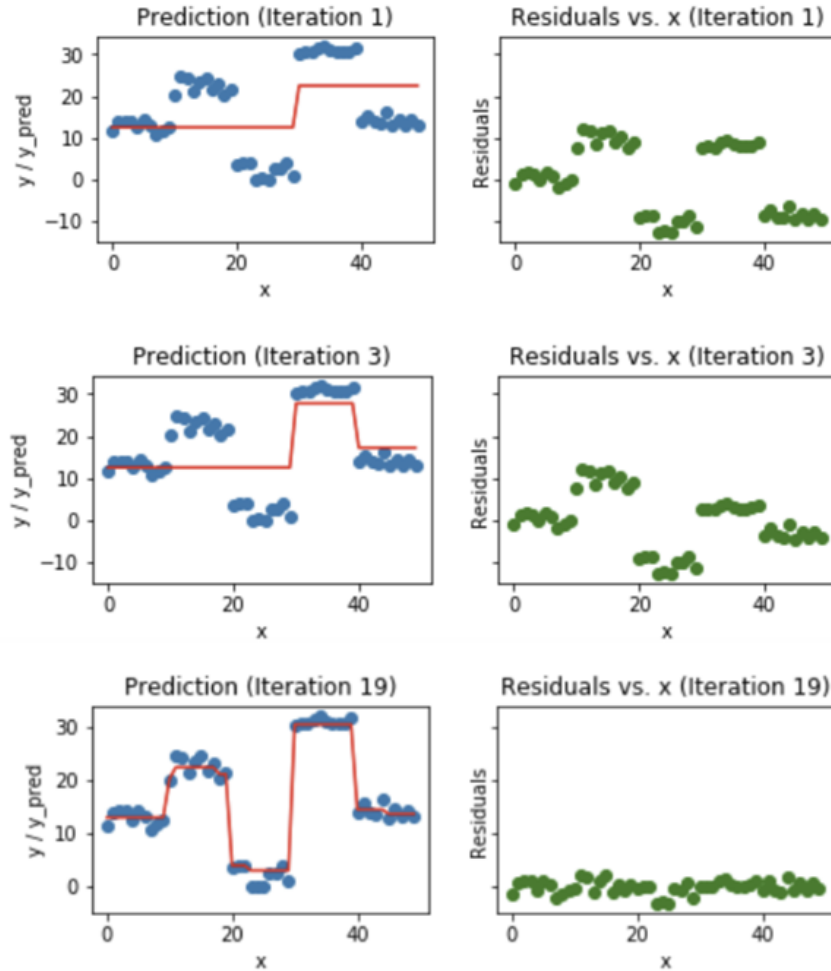 Prediction (Iteration 1)
30
20
10
0
−10
y / y_pred
0 20 40
x
Residuals vs. x (Iteration 1)
Residuals
0 20 40
x
Prediction (Iteration 3)
30
20
10
0
−10
y / y_pred
0 20 40
x
Residuals vs. x (Iteration 3)
Residuals
0 20 40
x
Prediction (Iteration 19)
30
20
10
0
y / y_pred
0 20 40
x
Residuals vs. x (Iteration 19)
Residuals
0 20 40
x